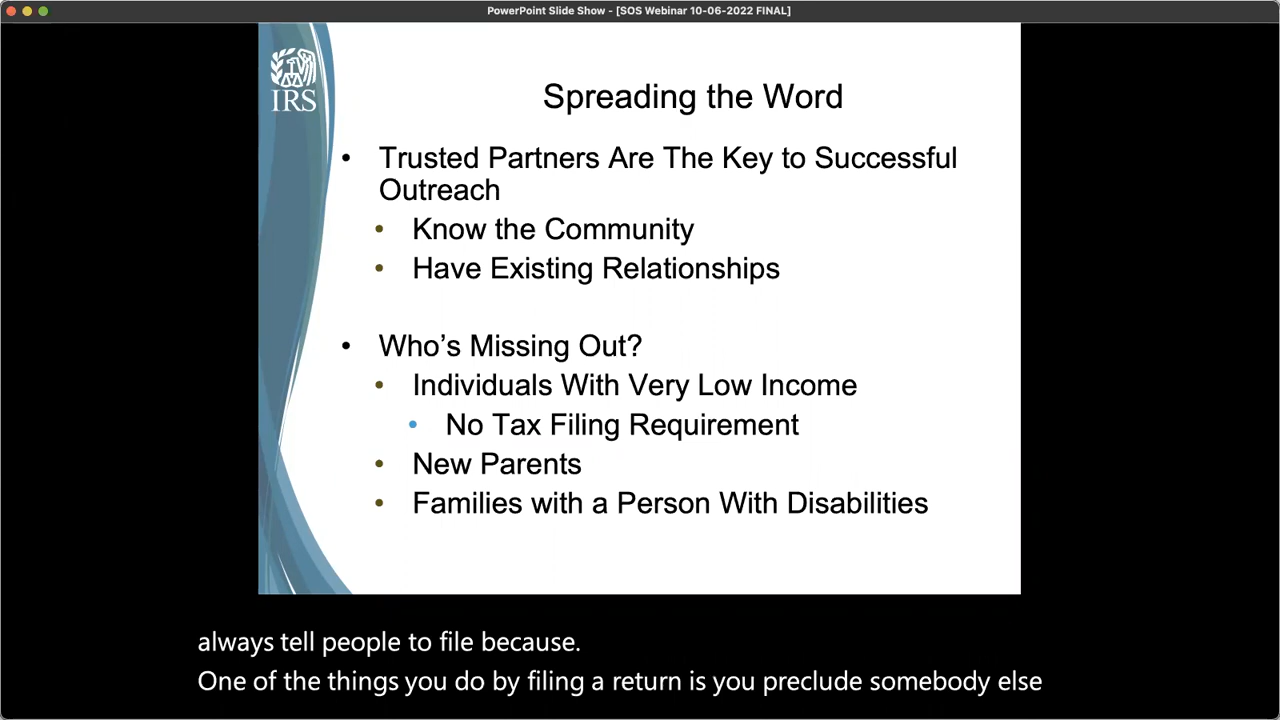 PowerPoint Slide Show - [SOS Webinar 10-06-2022 FINAL]
IRS
Spreading the Word
• Trusted Partners Are The Key to Successful
Outreach
• Know the Community
• Have Existing Relationships
• Who’s Missing Out?
• Individuals With Very Low Income
• No Tax Filing Requirement
• New Parents
• Families with a Person With Disabilities
always tell people to file because.
One of the things you do by filing a return is you preclude somebody else